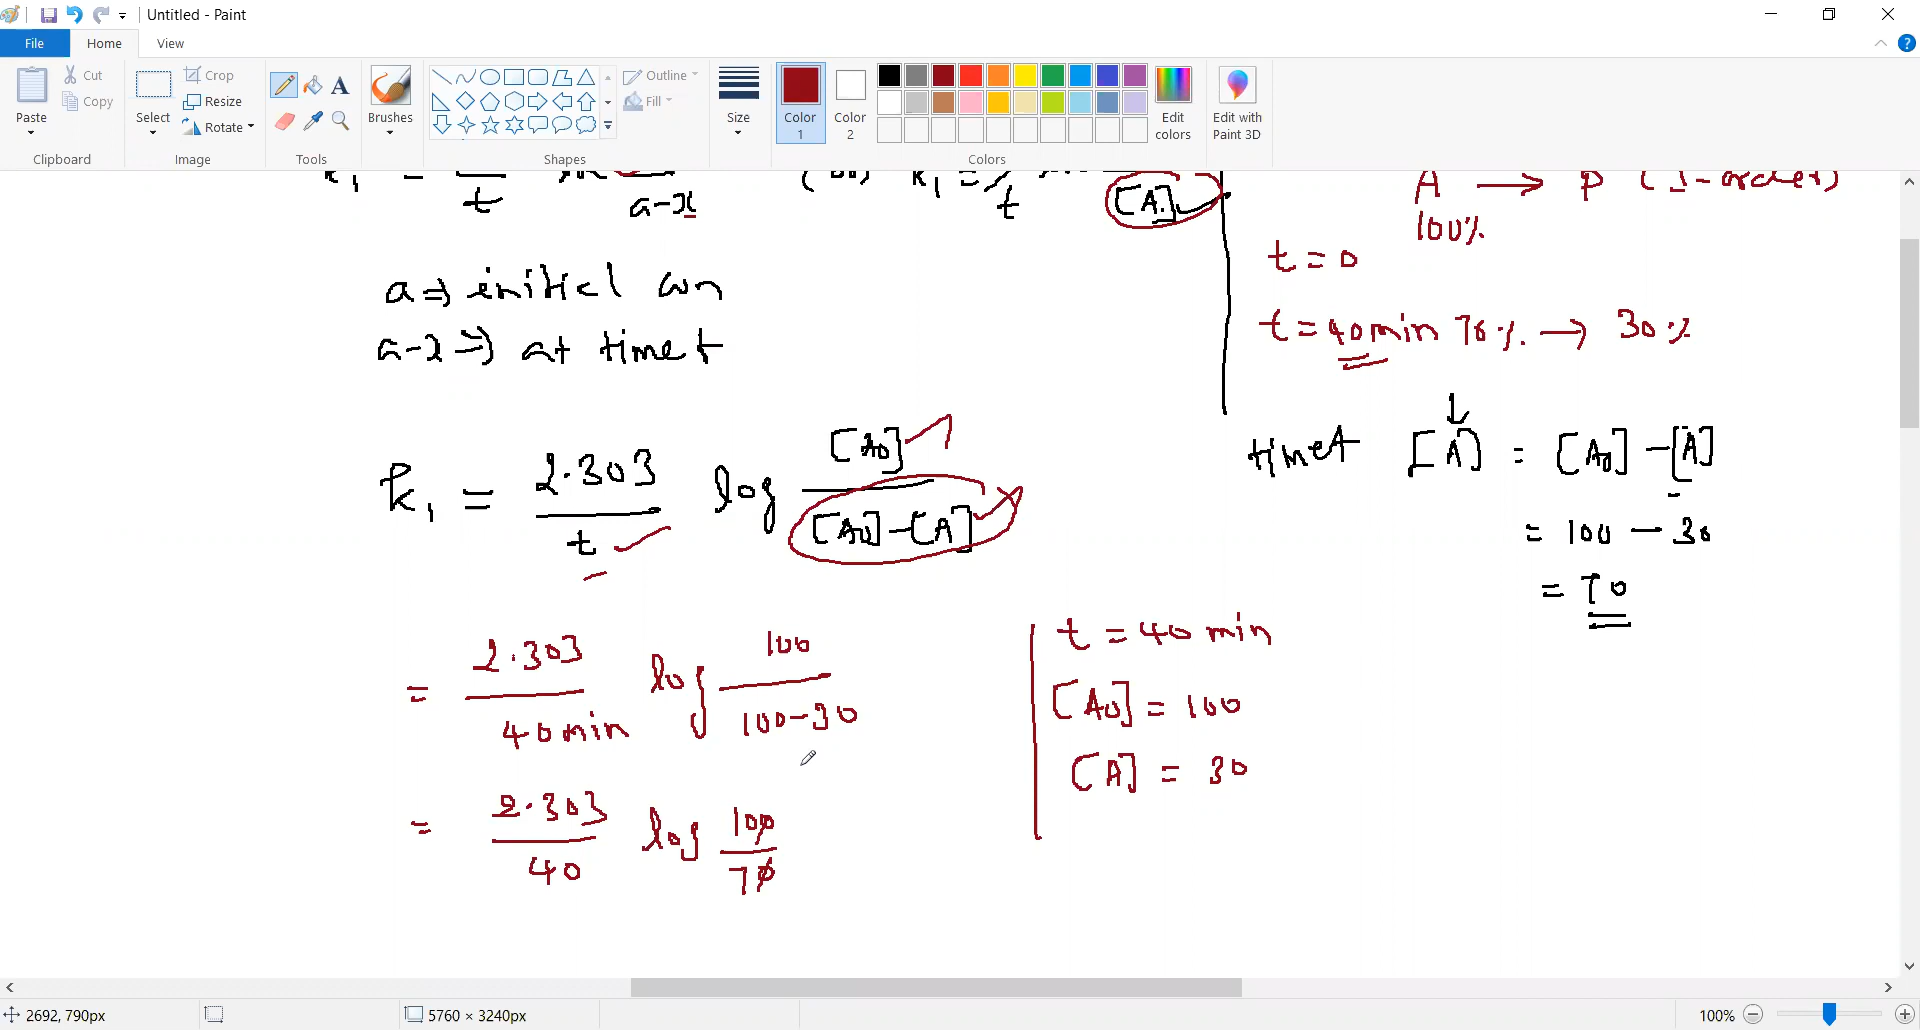 Untitled - Paint
File Home View
Cut
Copy
Paste
Clipboard
Select
Crop
Resize
Rotate
Image
Tools
Brushes
Outline
Fill
Shapes
Size
Color 1
Color 2
Edit colors
Colors
Edit with Paint 3D
t a-x
t [A]
A → P
100%
t = 0
t = 40 min 70% → 30%
a ⇒ initial con
a-x ⇒ at time t
time t [A] = [A0] - [A]
= 100 - 30
= 70
k1 = 2.303 / t log [A0] / [A0] - [A]
= 2.303 / 40 min log 100 / 100-30
= 2.303 / 40 log 100 / 70
t = 40 min
[A0] = 100
[A] = 30
2692, 790px
5760 × 3240px
100%